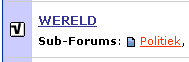 WERELD
Sub-Forums: Politiek,